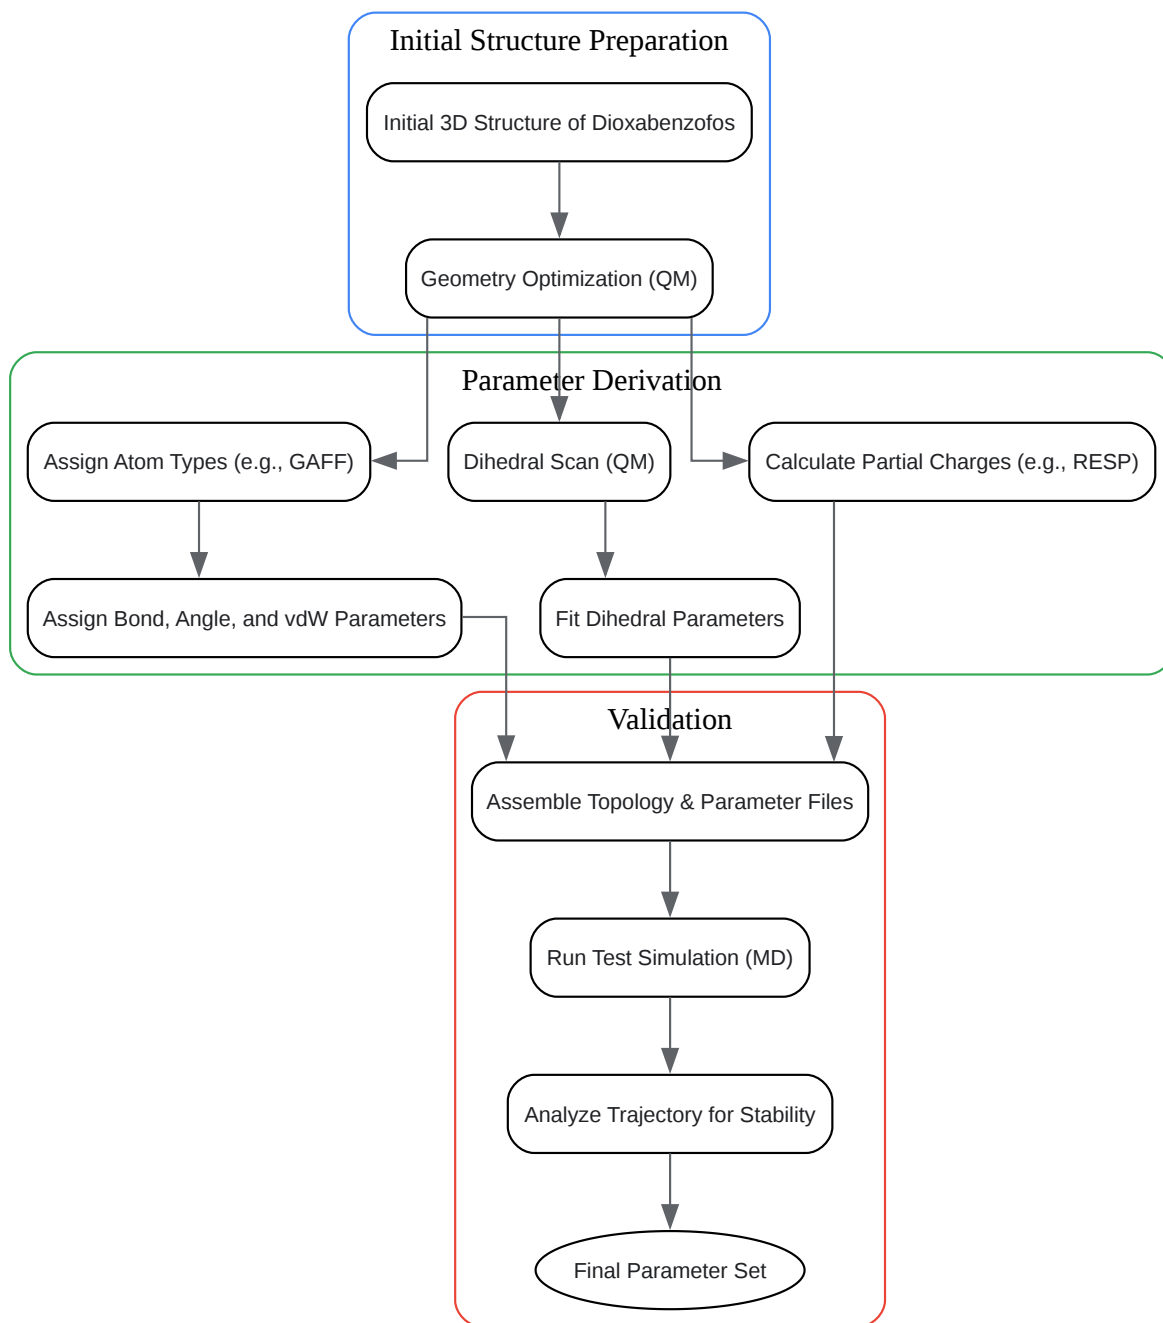 Initial Structure Preparation
Initial 3D Structure of Dioxabenzofos
Geometry Optimization (QM)
Parameter Derivation
Assign Atom Types (e.g., GAFF)
Dihedral Scan (QM)
Calculate Partial Charges (e.g., RESP)
Assign Bond, Angle, and vdW Parameters
Fit Dihedral Parameters
Validation
Assemble Topology & Parameter Files
Run Test Simulation (MD)
Analyze Trajectory for Stability
Final Parameter Set